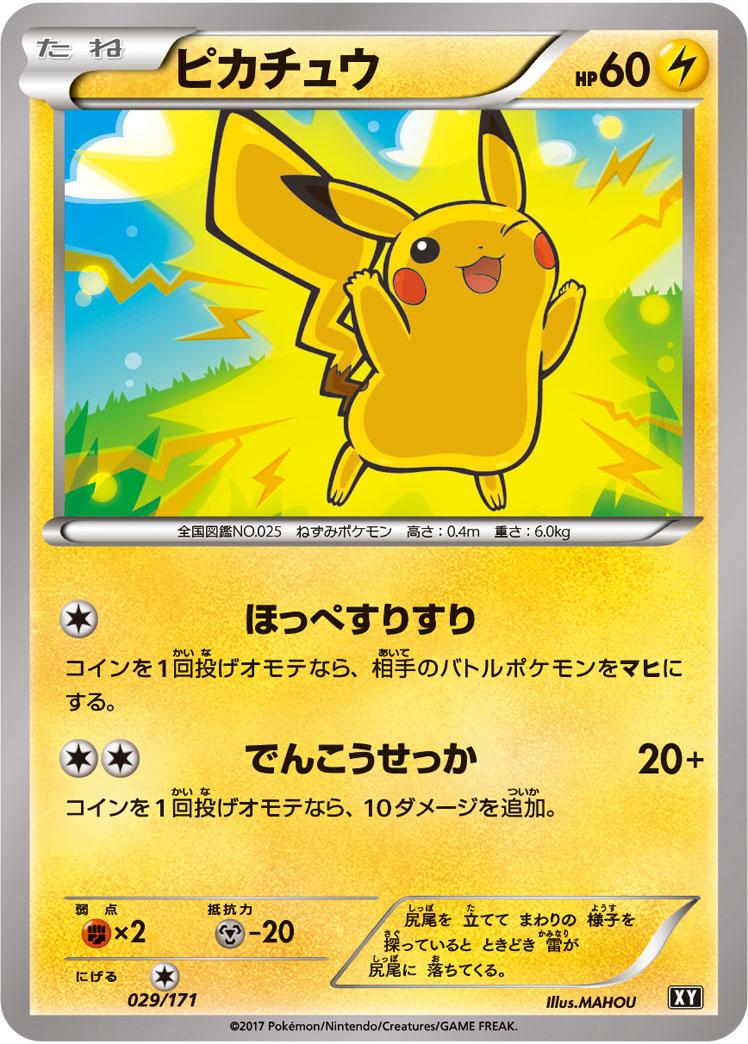 たね ピカチュウ HP60
全国図鑑NO.025 ねずみポケモン 高さ：0.4m 重さ：6.0kg
ほっぺすりすり
コインを1回投げオモテなら、相手のバトルポケモンをマヒに
する。
でんこうせっか 20+
コインを1回投げオモテなら、10ダメージを追加。
弱点 抵抗力
×2 -20
にげる
029/171
尻尾を 立てて まわりの 様子を
探っていると ときどき 雷が
尻尾に 落ちてくる。
Illus.MAHOU XY
©2017 Pokémon/Nintendo/Creatures/GAME FREAK.